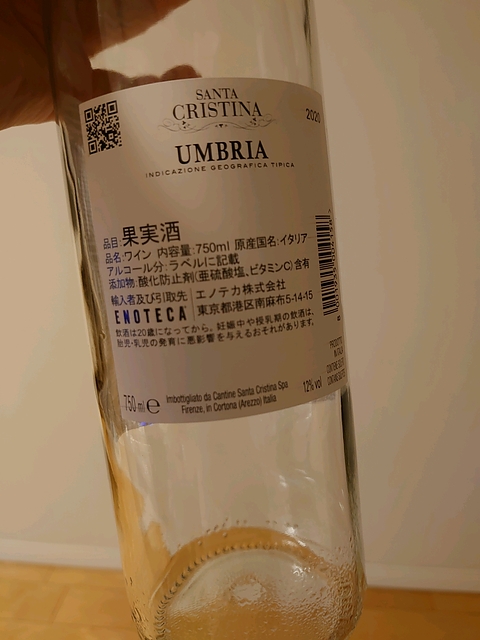 SANTA
CRISTINA
2020
UMBRIA
INDICAZIONE GEOGRAFICA TIPICA
品目:果実酒
品名:ワイン 内容量:750ml 原産国名:イタリア
アルコール分:ラベルに記載
添加物:酸化防止剤(亜硫酸塩、ビタミンC)含有
輸入者及び引取先 エノテカ株式会社
ENOTECA 東京都港区南麻布5-14-15
飲酒は20歳になってから。妊娠中や授乳期の飲酒は、
胎児・乳児の発育に悪影響を与えるおそれがあります。
750 ml e
Imbottigliato da Cantine Santa Cristina Spa
Firenze, in Cortona (Arezzo) Italia
12% vol